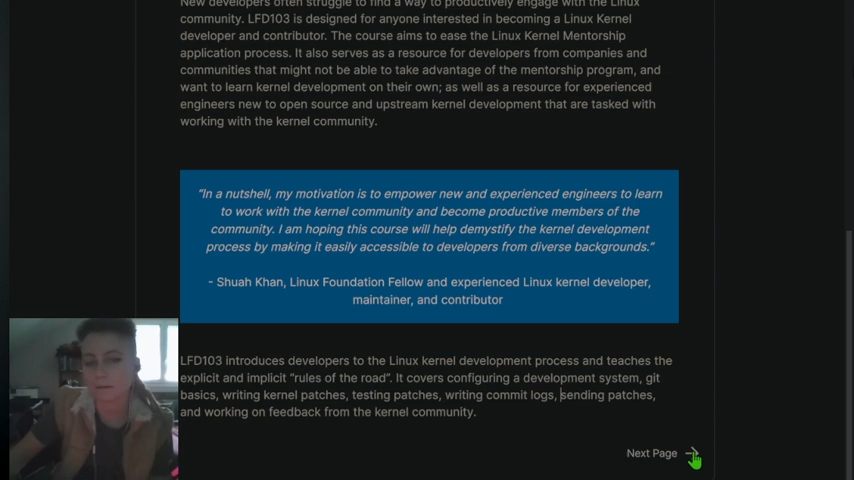 New developers often struggle to find a way to productively engage with the Linux
community. LFD103 is designed for anyone interested in becoming a Linux Kernel
developer and contributor. The course aims to ease the Linux Kernel Mentorship
application process. It also serves as a resource for developers from companies and
communities that might not be able to take advantage of the mentorship program, and
want to learn kernel development on their own; as well as a resource for experienced
engineers new to open source and upstream kernel development that are tasked with
working with the kernel community.
“In a nutshell, my motivation is to empower new and experienced engineers to learn
to work with the kernel community and become productive members of the
community. I am hoping this course will help demystify the kernel development
process by making it easily accessible to developers from diverse backgrounds.”
- Shuah Khan, Linux Foundation Fellow and experienced Linux kernel developer,
maintainer, and contributor
LFD103 introduces developers to the Linux kernel development process and teaches the
explicit and implicit “rules of the road”. It covers configuring a development system, git
basics, writing kernel patches, testing patches, writing commit logs, sending patches,
and working on feedback from the kernel community.
Next Page